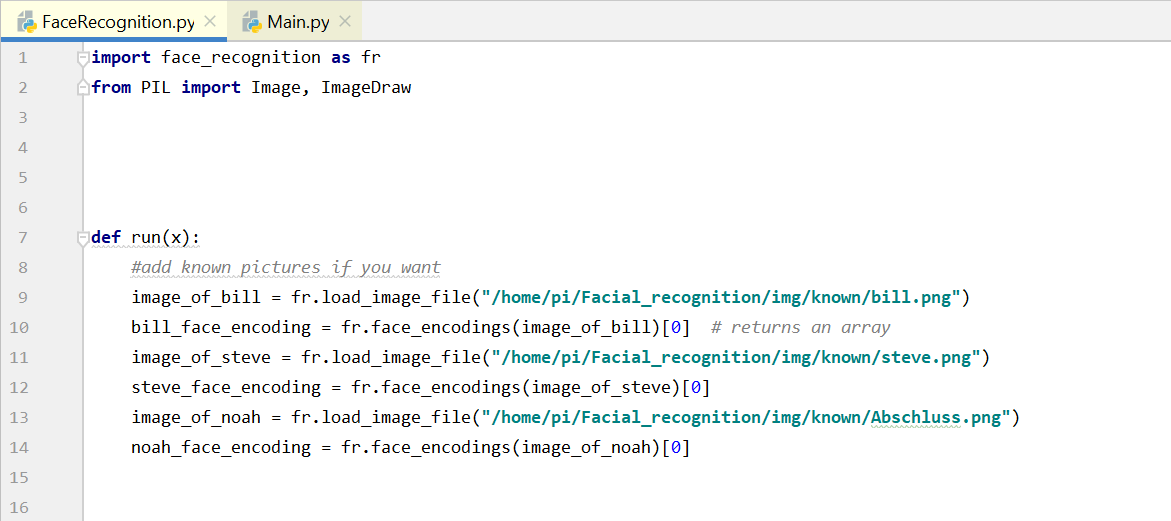 FaceRecognition.py Main.py
1 import face_recognition as fr
2 from PIL import Image, ImageDraw
3
4
5
6
7 def run(x):
8 #add known pictures if you want
9 image_of_bill = fr.load_image_file("/home/pi/Facial_recognition/img/known/bill.png")
10 bill_face_encoding = fr.face_encodings(image_of_bill)[0]  # returns an array
11 image_of_steve = fr.load_image_file("/home/pi/Facial_recognition/img/known/steve.png")
12 steve_face_encoding = fr.face_encodings(image_of_steve)[0]
13 image_of_noah = fr.load_image_file("/home/pi/Facial_recognition/img/known/Abschluss.png")
14 noah_face_encoding = fr.face_encodings(image_of_noah)[0]
15
16